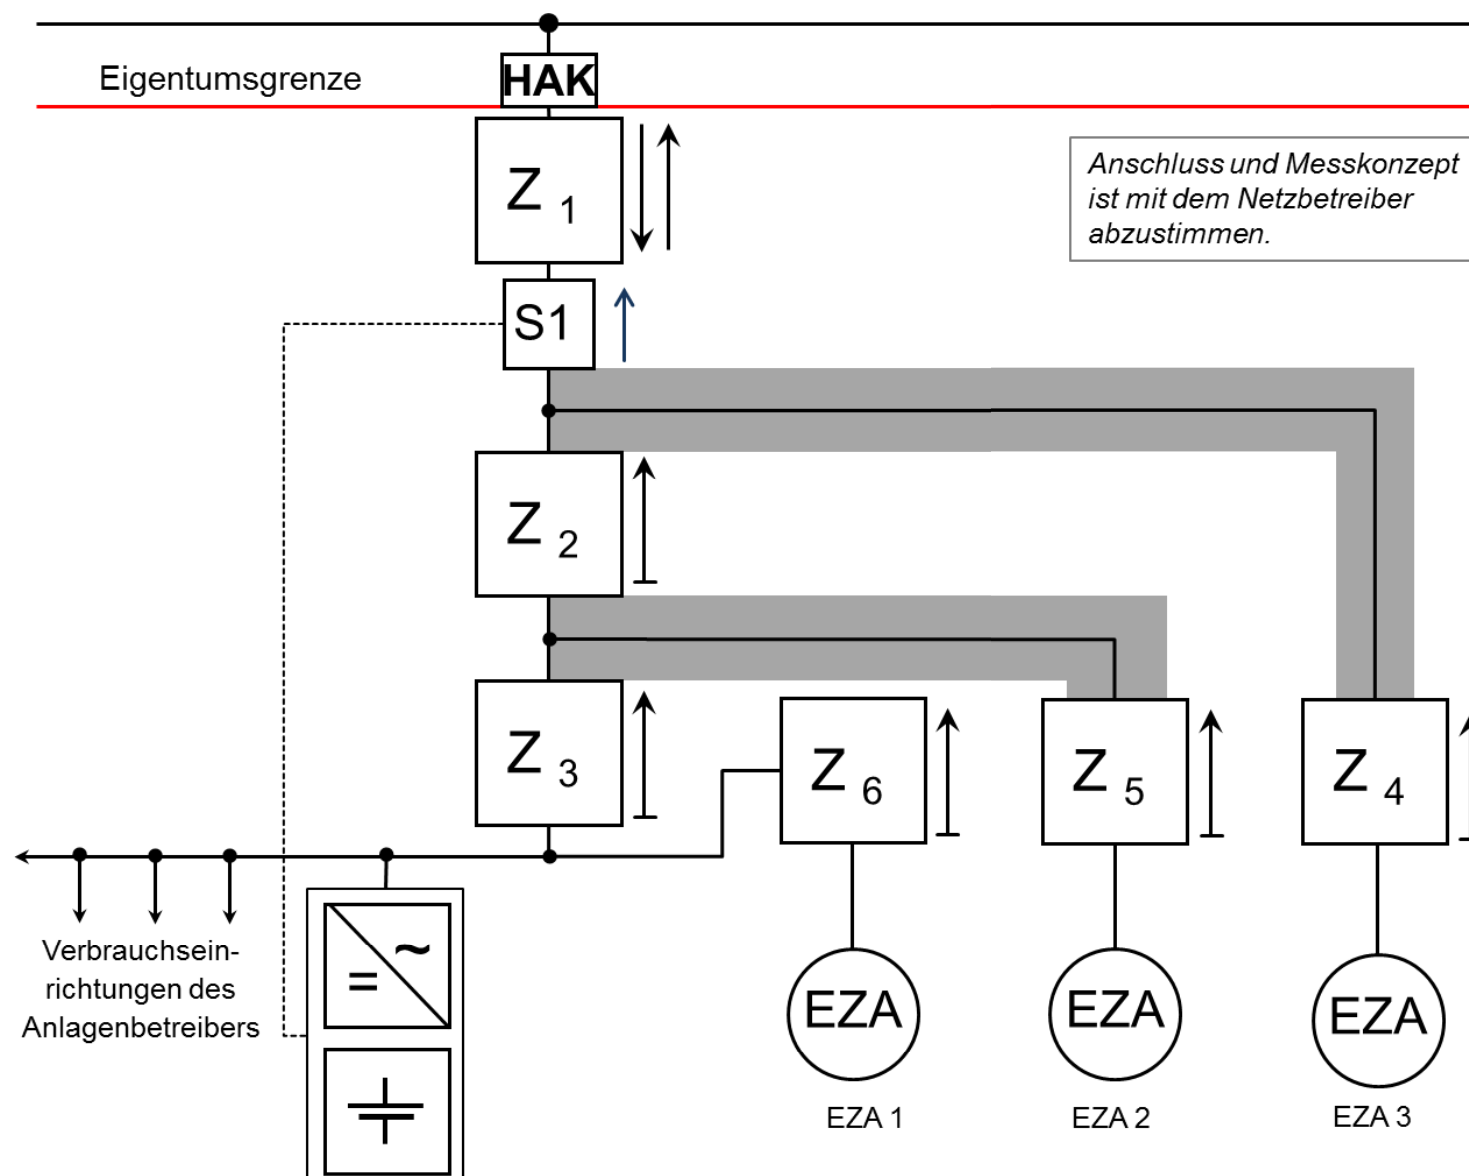 Eigentumsgrenze
HAK
Z 1
Anschluss und Messkonzept
ist mit dem Netzbetreiber
abzustimmen.
S1
Z 2
Z 3
Z 6
Z 5
Z 4
Verbrauchsein-
richtungen des
Anlagenbetreibers
= ~
EZA
EZA
EZA
EZA 1
EZA 2
EZA 3